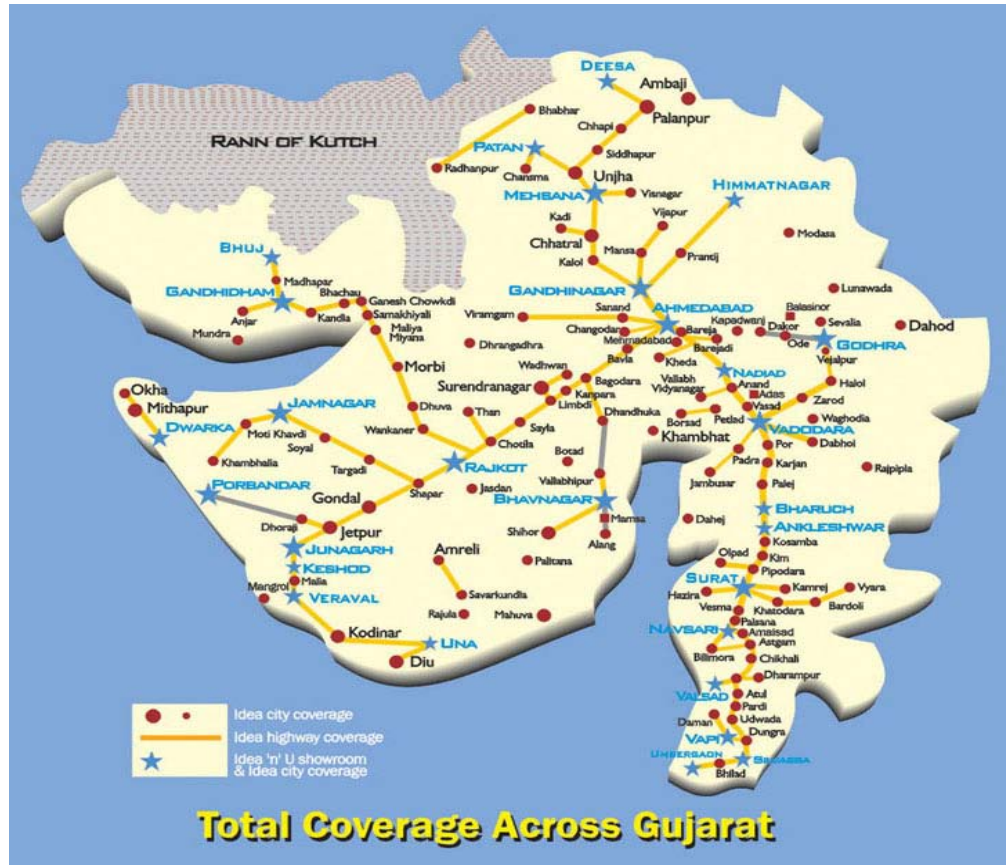 DEESA
Ambaji
Bhabhar
Palanpur
Chhapi
RANN OF KUTCH
PATAN
Siddhapur
Radhanpur
Chansma
Unjha
MEHSANA
Visnagar
HIMMATNAGAR
Kadi
Vijapur
Chhatral
Modasa
BHUJ
Kalol
Mansa
Prantij
Madhapar
GANDHIDHAM
Bhachau
Ganesh Chowkdi
Samakhiyali
GANDHINAGAR
Lunawada
Anjar
Kandla
Mundra
Maliya
Miyana
Viramgam
Sanand
AHMEDABAD
Balasinor
Changodan
Bareja
Kapadwanj
Sevalia
Dahod
Mehmadabad
Barejadi
Dakor
Ode
GODHRA
Dhrangadhra
Bavla
Kheda
Vejalpur
Morbi
Wadhwan
NADIAD
Okha
Surendranagar
Bagodara
Vallabh
Vidyanagar
Anand
Halol
Mithapur
Kanpara
Adas
JAMNAGAR
Dhuva
Than
Limbdi
Dhandhuka
Borsad
Petlad
Vasad
Zarod
DWARKA
Moti Khavdi
Wankaner
Sayla
Khambhat
VADODARA
Waghodia
Soyal
Chotila
Por
Dabhoi
Khambhalia
Targadi
RAJKOT
Botad
Padra
Karjan
Rajpipla
PORBANDAR
Shapar
Jasdan
Vallabhipur
Jambusar
Palej
Gondal
BHAVNAGAR
BHARUCH
Dhoraji
Jetpur
Mamsa
Dahej
ANKLESHWAR
Shihor
Alang
Kosamba
JUNAGARH
Amreli
Palitana
Olpad
Kim
KESHOD
Pipodara
Malia
SURAT
Kamrej
Vyara
Mangrol
VERAVAL
Savarkundla
Hazira
Khatodara
Bardoli
Rajula
Mahuva
Vesma
Palsana
Kodinar
UNA
NAVSARI
Amalsad
Astgam
Diu
Bilimora
Chikhali
Dharampur
VALSAD
Atul
Pardi
Daman
Udwada
VAPI
Dungra
UMBERGAON
Bhilad
Idea city coverage
Idea highway coverage
Idea 'n' U showroom
& Idea city coverage
Total Coverage Across Gujarat